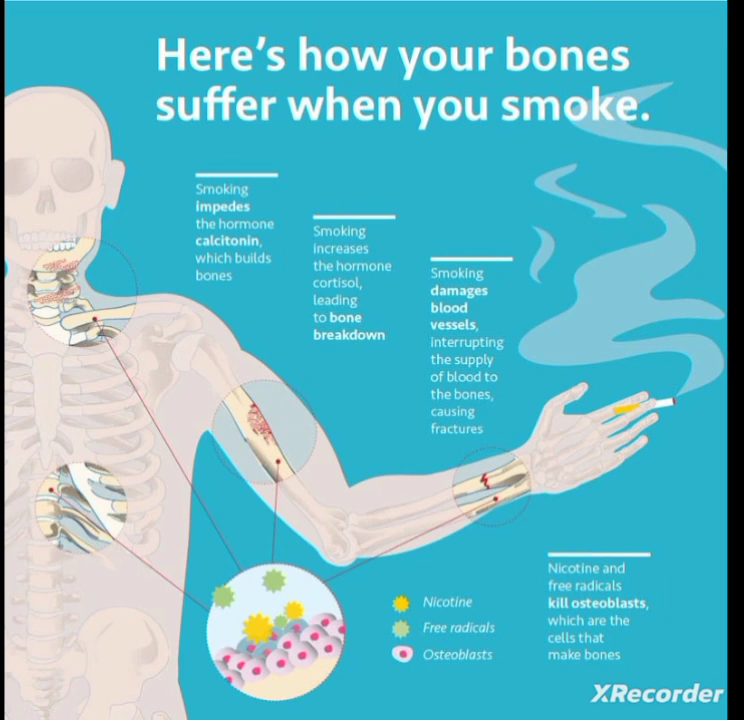 Here's how your bones
suffer when you smoke.
Smoking
impedes
the hormone
calcitonin,
which builds
bones
Smoking
increases
the hormone
cortisol,
leading
to bone
breakdown
Smoking
damages
blood
vessels,
interrupting
the supply
of blood to
the bones,
causing
fractures
Nicotine
Free radicals
Osteoblasts
Nicotine and
free radicals
kill osteoblasts,
which are the
cells that
make bones
XRecorder